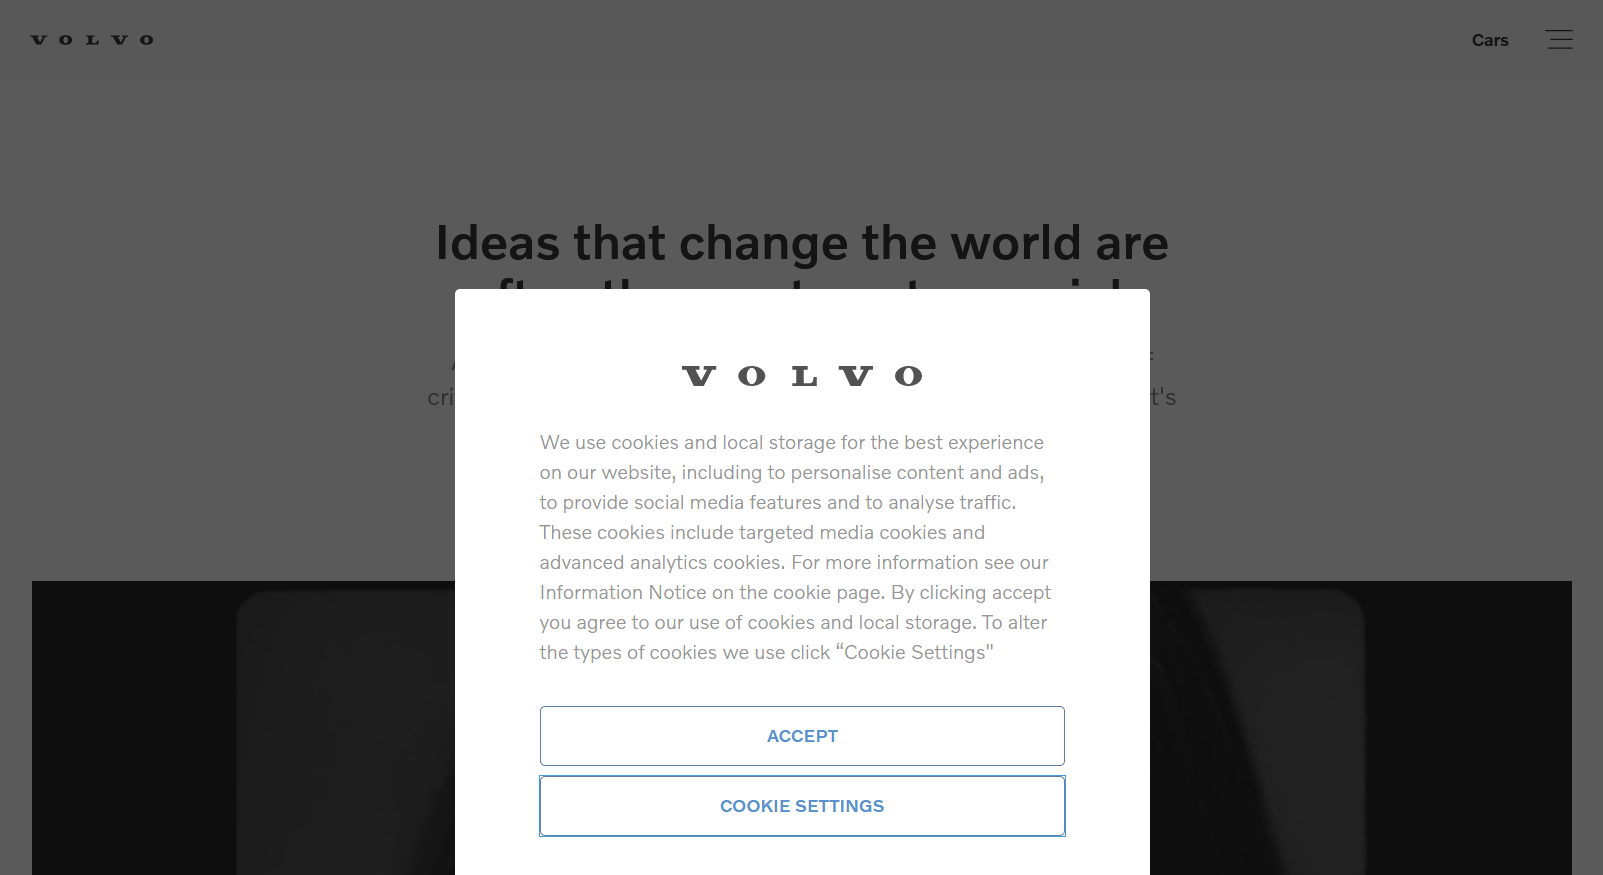 VOLVO
Cars
Ideas that change the world are
VOLVO
We use cookies and local storage for the best experience
on our website, including to personalise content and ads,
to provide social media features and to analyse traffic.
These cookies include targeted media cookies and
advanced analytics cookies. For more information see our
Information Notice on the cookie page. By clicking accept
you agree to our use of cookies and local storage. To alter
the types of cookies we use click “Cookie Settings"
ACCEPT
COOKIE SETTINGS